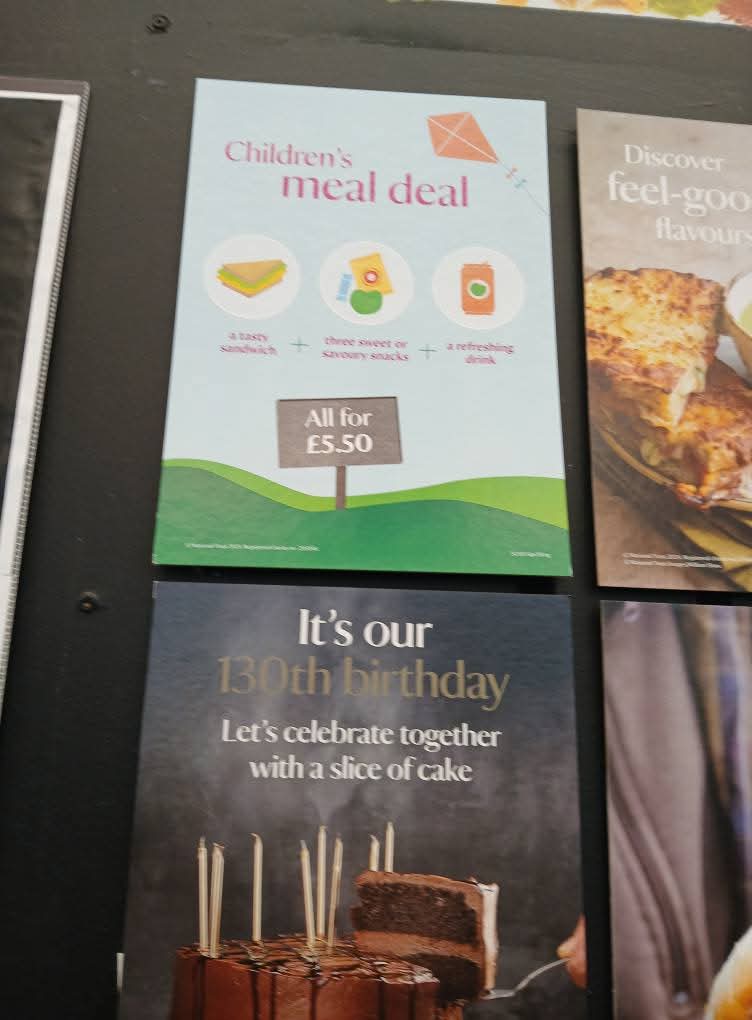 Children's
meal deal
a tasty
sandwich
+
three sweet or
savoury snacks
+
a refreshing
drink
All for
£5.50
Discover
feel-goo
flavours
It's our
130th birthday
Let's celebrate together
with a slice of cake